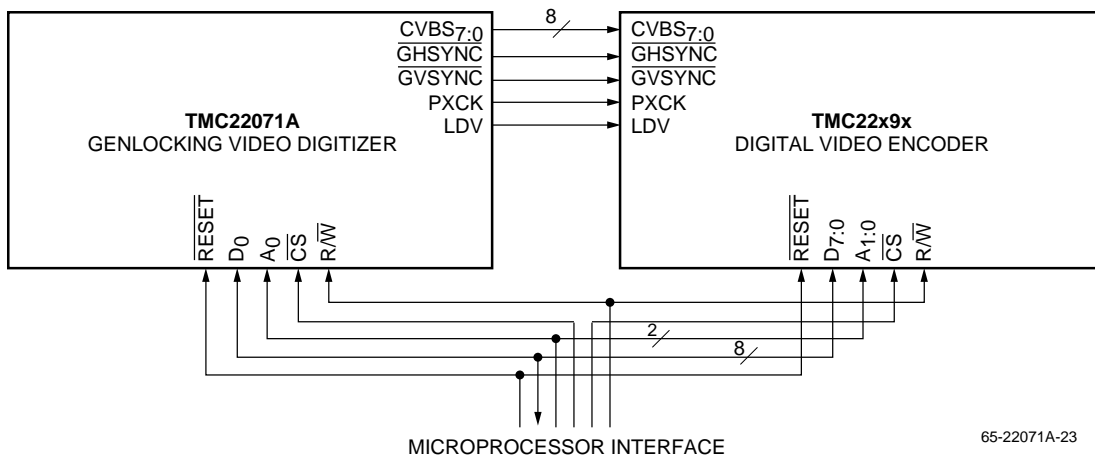 8
CVBS7:0
CVBS7:0
GHSYNC
GHSYNC
GVSYNC
GVSYNC
PXCK
PXCK
LDV
LDV
TMC22071A
GENLOCKING VIDEO DIGITIZER
TMC22x9x
DIGITAL VIDEO ENCODER
RESET
D0
A0
CS
R/W
RESET
D7:0
A1:0
CS
R/W
2
8
MICROPROCESSOR INTERFACE
65-22071A-23